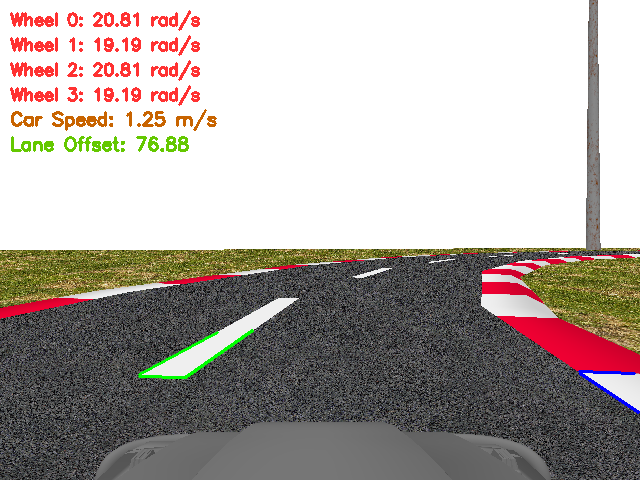 Wheel 0: 20.81 rad/s
Wheel 1: 19.19 rad/s
Wheel 2: 20.81 rad/s
Wheel 3: 19.19 rad/s
Car Speed: 1.25 m/s
Lane Offset: 76.88